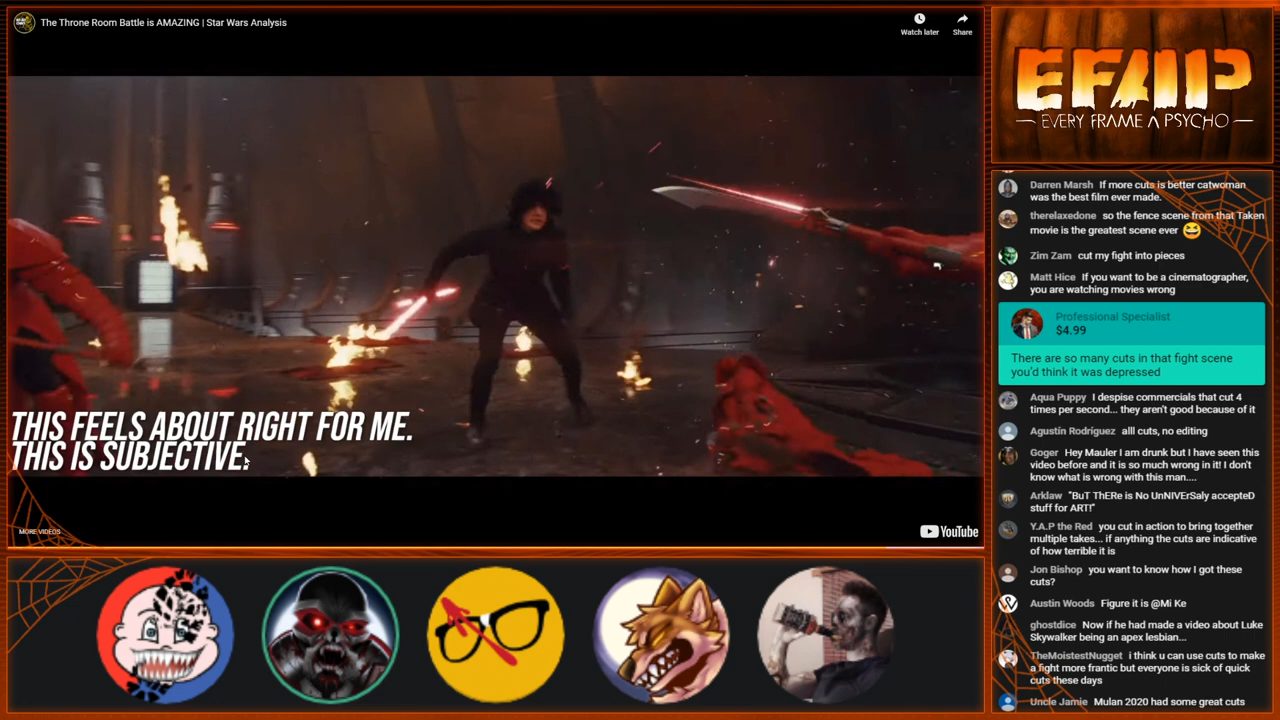 The Throne Room Battle is AMAZING | Star Wars Analysis
Watch later
Share
THIS FEELS ABOUT RIGHT FOR ME.
THIS IS SUBJECTIVE.
MORE VIDEOS
YouTube
EFAP
EVERY FRAME A PSYCHO
Darren Marsh If more cuts is better catwoman
was the best film ever made.
therelaxedone so the fence scene from that Taken
movie is the greatest scene ever
Zim Zam cut my fight into pieces
Matt Hice If you want to be a cinematographer,
you are watching movies wrong
Professional Specialist
$4.99
There are so many cuts in that fight scene
you'd think it was depressed
Aqua Puppy I despise commercials that cut 4
times per second... they aren't good because of it
Agustín Rodríguez alll cuts, no editing
Goger Hey Mauler I am drunk but I have seen this
video before and it is so much wrong in it! I don't
know what is wrong with this man....
Arklaw "BuT ThERe is No UnNIVErSaly accepteD
stuff for ART!"
Y.A.P the Red you cut in action to bring together
multiple takes... if anything the cuts are indicative
of how terrible it is
Jon Bishop you want to know how I got these
cuts?
Austin Woods Figure it is @Mi Ke
ghostdice Now if he had made a video about Luke
Skywalker being an apex lesbian...
TheMoistestNugget i think u can use cuts to make
a fight more frantic but everyone is sick of quick
cuts these days
Uncle Jamie Mulan 2020 had some great cuts